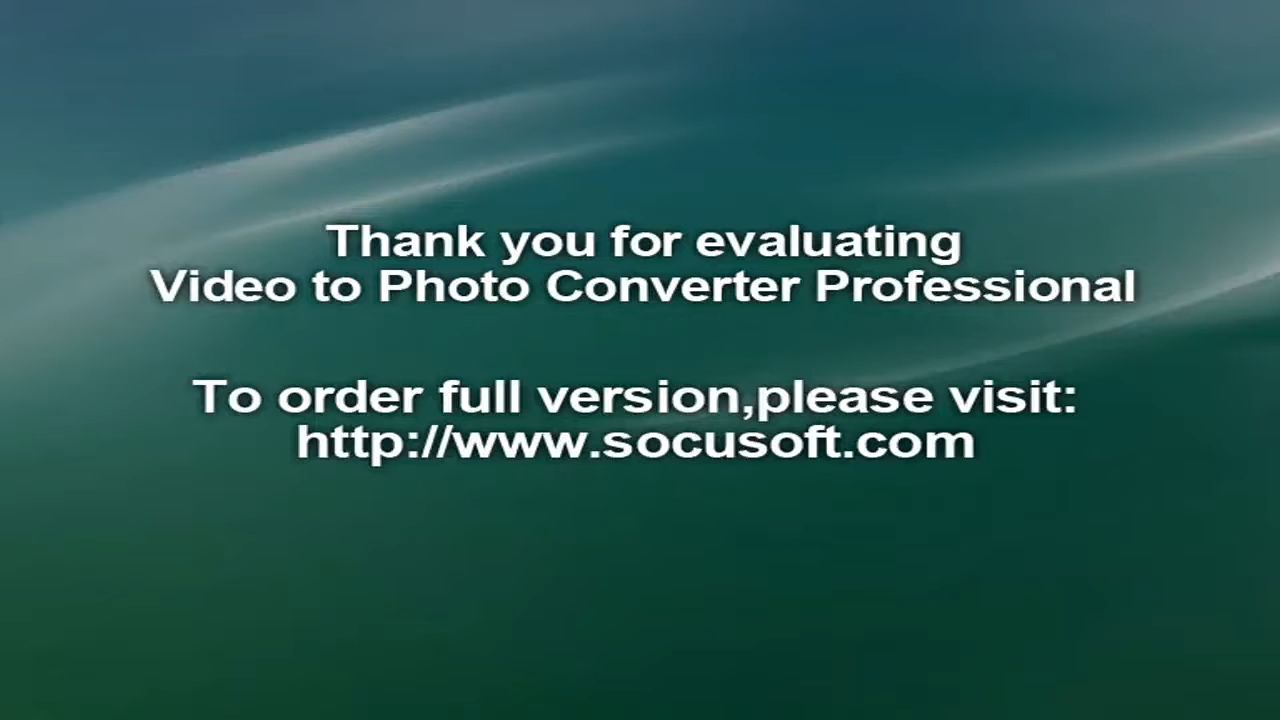 Thank you for evaluating
Video to Photo Converter Professional
To order full version,please visit:
http://www.socusoft.com